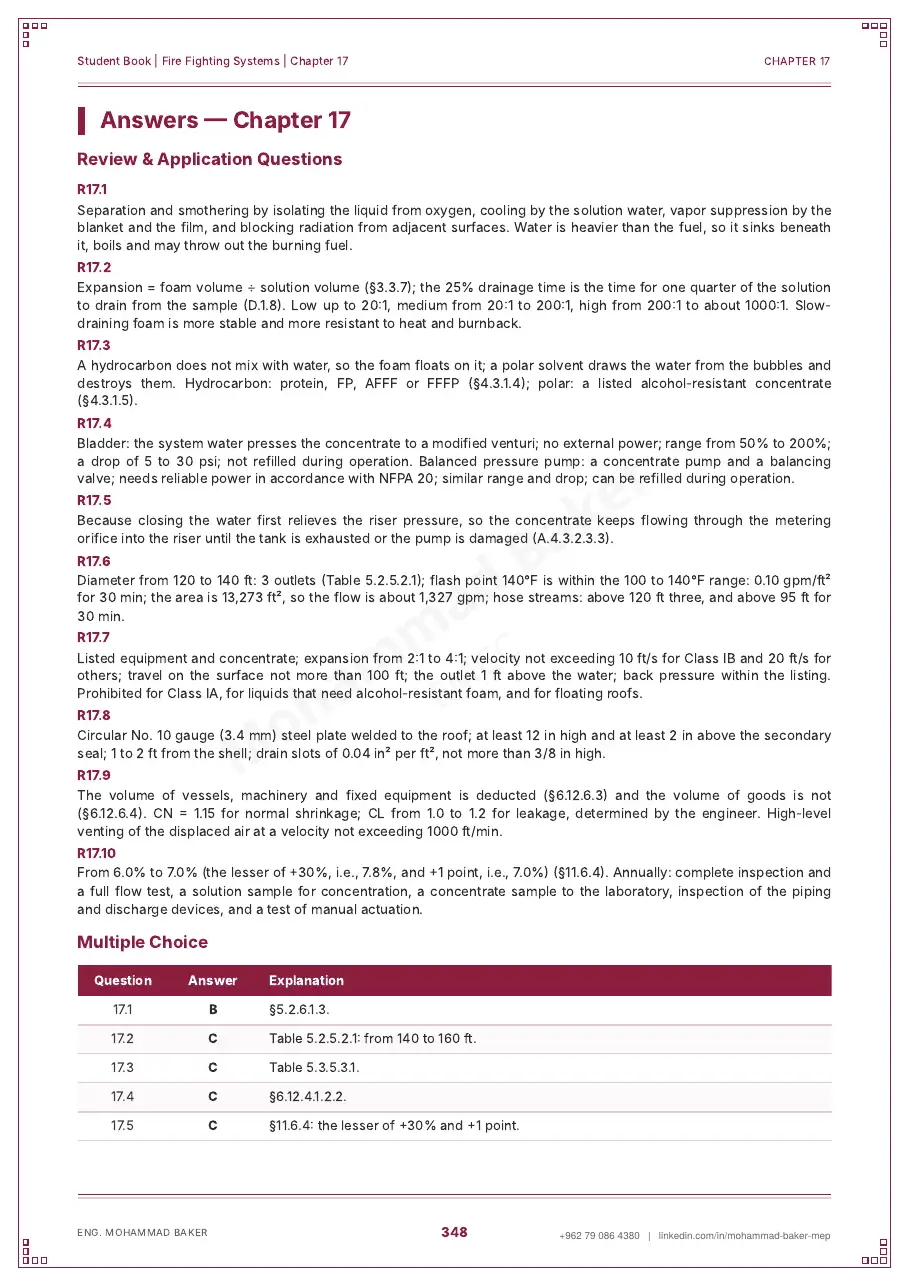 Student Book | Fire Fighting Systems | Chapter 17
CHAPTER 17
Answers — Chapter 17
Review & Application Questions
R17.1
Separation and smothering by isolating the liquid from oxygen, cooling by the solution water, vapor suppression by the
blanket and the film, and blocking radiation from adjacent surfaces. Water is heavier than the fuel, so it sinks beneath
it, boils and may throw out the burning fuel.
R17.2
Expansion = foam volume ÷ solution volume (§3.3.7); the 25% drainage time is the time for one quarter of the solution
to drain from the sample (D.1.8). Low up to 20:1, medium from 20:1 to 200:1, high from 200:1 to about 1000:1. Slow-
draining foam is more stable and more resistant to heat and burnback.
R17.3
A hydrocarbon does not mix with water, so the foam floats on it; a polar solvent draws the water from the bubbles and
destroys them. Hydrocarbon: protein, FP, AFFF or FFFP (§4.3.1.4); polar: a listed alcohol-resistant concentrate
(§4.3.1.5).
R17.4
Bladder: the system water presses the concentrate to a modified venturi; no external power; range from 50% to 200%;
a drop of 5 to 30 psi; not refilled during operation. Balanced pressure pump: a concentrate pump and a balancing
valve; needs reliable power in accordance with NFPA 20; similar range and drop; can be refilled during operation.
R17.5
Because closing the water first relieves the riser pressure, so the concentrate keeps flowing through the metering
orifice into the riser until the tank is exhausted or the pump is damaged (A.4.3.2.3.3).
R17.6
Diameter from 120 to 140 ft: 3 outlets (Table 5.2.5.2.1); flash point 140°F is within the 100 to 140°F range: 0.10 gpm/ft²
for 30 min; the area is 13,273 ft², so the flow is about 1,327 gpm; hose streams: above 120 ft three, and above 95 ft for
30 min.
R17.7
Listed equipment and concentrate; expansion from 2:1 to 4:1; velocity not exceeding 10 ft/s for Class IB and 20 ft/s for
others; travel on the surface not more than 100 ft; the outlet 1 ft above the water; back pressure within the listing.
Prohibited for Class IA, for liquids that need alcohol-resistant foam, and for floating roofs.
R17.8
Circular No. 10 gauge (3.4 mm) steel plate welded to the roof; at least 12 in high and at least 2 in above the secondary
seal; 1 to 2 ft from the shell; drain slots of 0.04 in² per ft², not more than 3/8 in high.
R17.9
The volume of vessels, machinery and fixed equipment is deducted (§6.12.6.3) and the volume of goods is not
(§6.12.6.4). CN = 1.15 for normal shrinkage; CL from 1.0 to 1.2 for leakage, determined by the engineer. High-level
venting of the displaced air at a velocity not exceeding 1000 ft/min.
R17.10
From 6.0% to 7.0% (the lesser of +30%, i.e., 7.8%, and +1 point, i.e., 7.0%) (§11.6.4). Annually: complete inspection and
a full flow test, a solution sample for concentration, a concentrate sample to the laboratory, inspection of the piping
and discharge devices, and a test of manual actuation.
Multiple Choice
Question Answer Explanation
17.1 B §5.2.6.1.3.
17.2 C Table 5.2.5.2.1: from 140 to 160 ft.
17.3 C Table 5.3.5.3.1.
17.4 C §6.12.4.1.2.2.
17.5 C §11.6.4: the lesser of +30% and +1 point.
Mohammad Baker
ENG. MOHAMMAD BAKER
348
+962 79 086 4380 | linkedin.com/in/mohammad-baker-mep